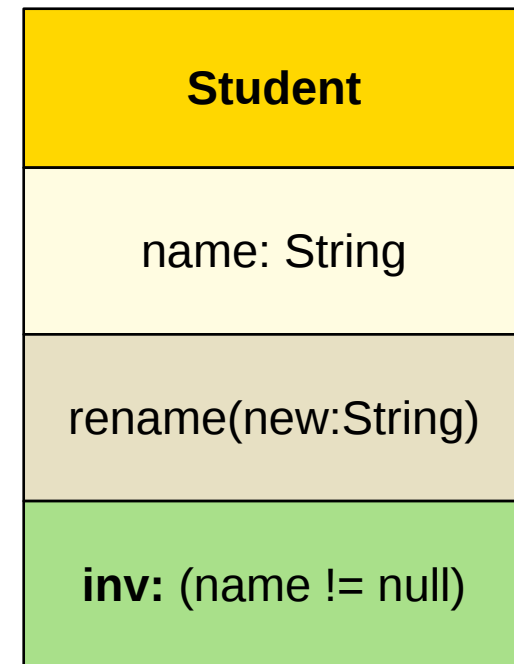 Student
name: String
rename(new:String)
inv: (name != null)